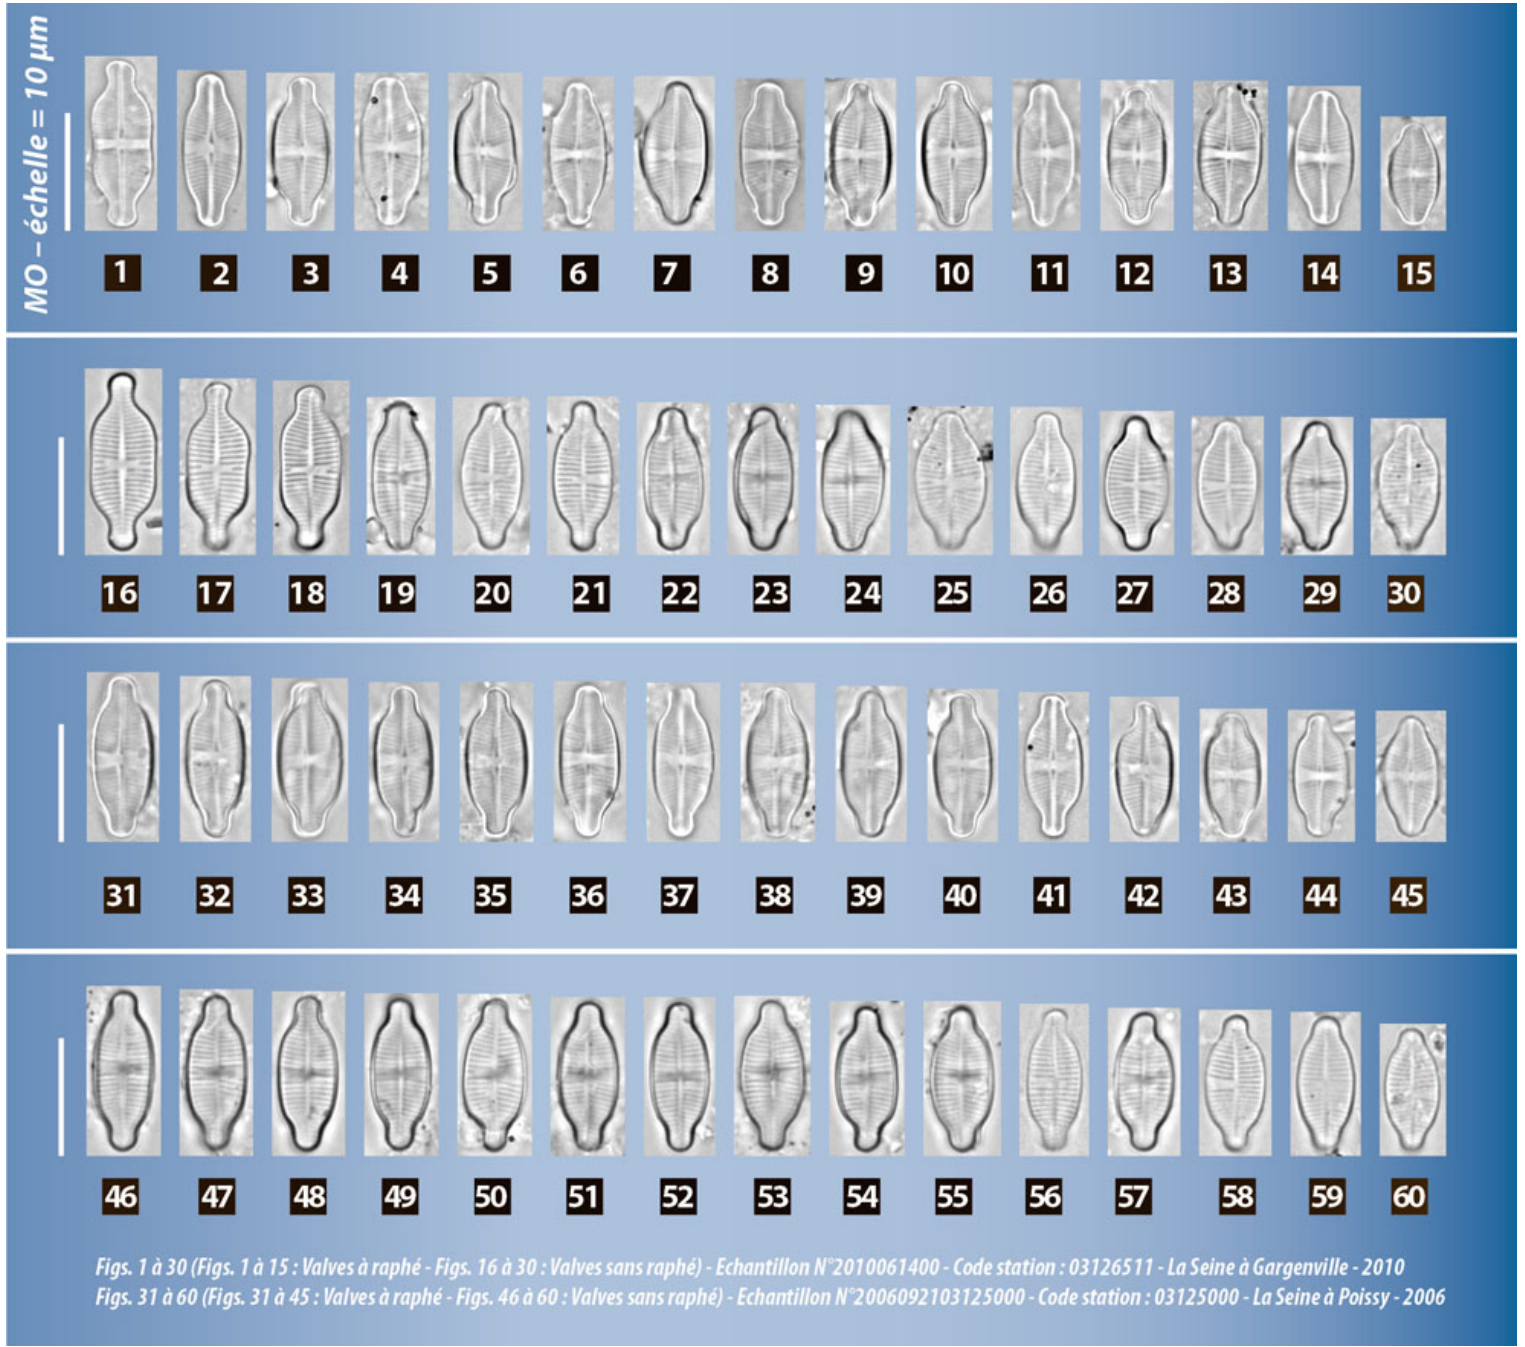 MO – échelle = 10 µm
1 2 3 4 5 6 7 8 9 10 11 12 13 14 15
16 17 18 19 20 21 22 23 24 25 26 27 28 29 30
31 32 33 34 35 36 37 38 39 40 41 42 43 44 45
46 47 48 49 50 51 52 53 54 55 56 57 58 59 60
Figs. 1 à 30 (Figs. 1 à 15 : Valves à raphé - Figs. 16 à 30 : Valves sans raphé) - Echantillon N°2010061400 - Code station : 03126511 - La Seine à Gargenville - 2010
Figs. 31 à 60 (Figs. 31 à 45 : Valves à raphé - Figs. 46 à 60 : Valves sans raphé) - Echantillon N°2006092103125000 - Code station : 03125000 - La Seine à Poissy - 2006